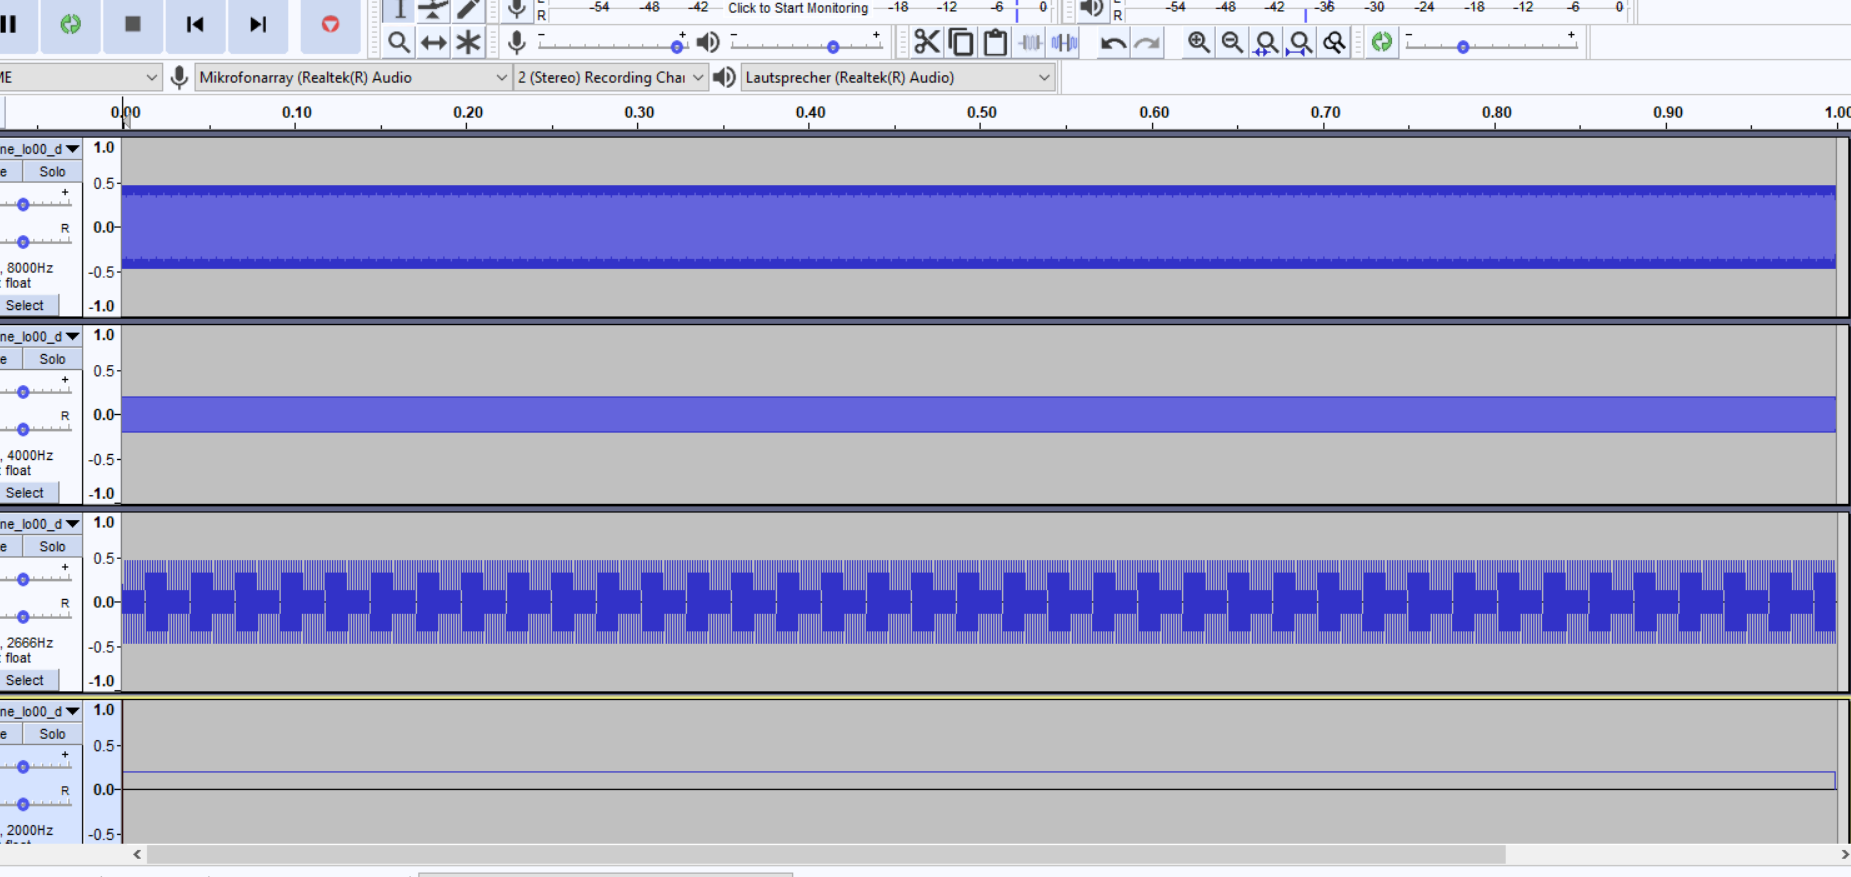 -54 -48 -42 Click to Start Monitoring -18 -12 -6 0
L
R
-54 -48 -42 -36 -30 -24 -18 -12 -6 0
R
- + - + - +
ME Mikrofonarray (Realtek(R) Audio 2 (Stereo) Recording Char Lautsprecher (Realtek(R) Audio)
0.00 0.10 0.20 0.30 0.40 0.50 0.60 0.70 0.80 0.90 1.00
ne_lo00_d 1.0
e Solo
0.5
+
R 0.0
, 8000Hz -0.5
float
Select -1.0
ne_lo00_d 1.0
e Solo
0.5
+
R 0.0
, 4000Hz -0.5
float
Select -1.0
ne_lo00_d 1.0
e Solo
0.5
+
R 0.0
, 2666Hz -0.5
float
Select -1.0
ne_lo00_d 1.0
e Solo
0.5
+
R 0.0
, 2000Hz -0.5